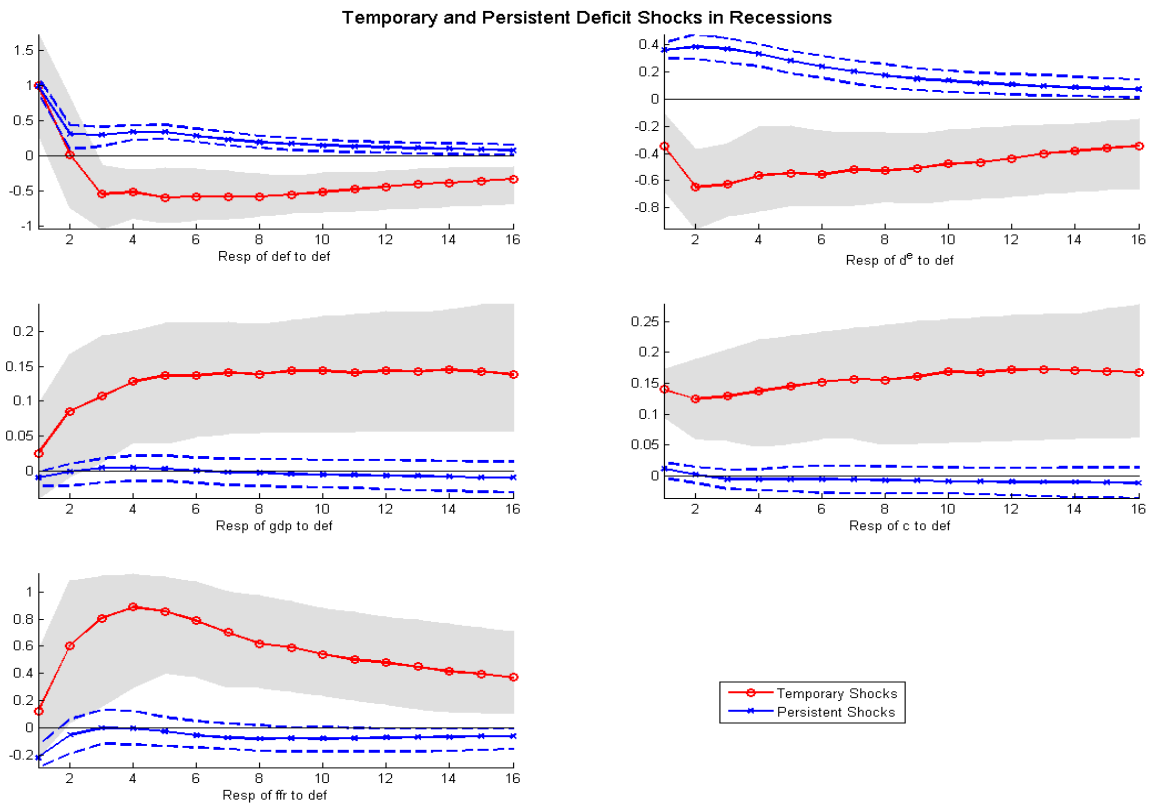 Temporary and Persistent Deficit Shocks in Recessions
1.5
1
0.5
0
-0.5
-1
2 4 6 8 10 12 14 16
Resp of def to def
0.4
0.2
0
-0.2
-0.4
-0.6
-0.8
2 4 6 8 10 12 14 16
Resp of dᵉ to def
0.2
0.15
0.1
0.05
0
2 4 6 8 10 12 14 16
Resp of gdp to def
0.25
0.2
0.15
0.1
0.05
0
2 4 6 8 10 12 14 16
Resp of c to def
1
0.8
0.6
0.4
0.2
0
-0.2
2 4 6 8 10 12 14 16
Resp of ffr to def
Temporary Shocks
Persistent Shocks